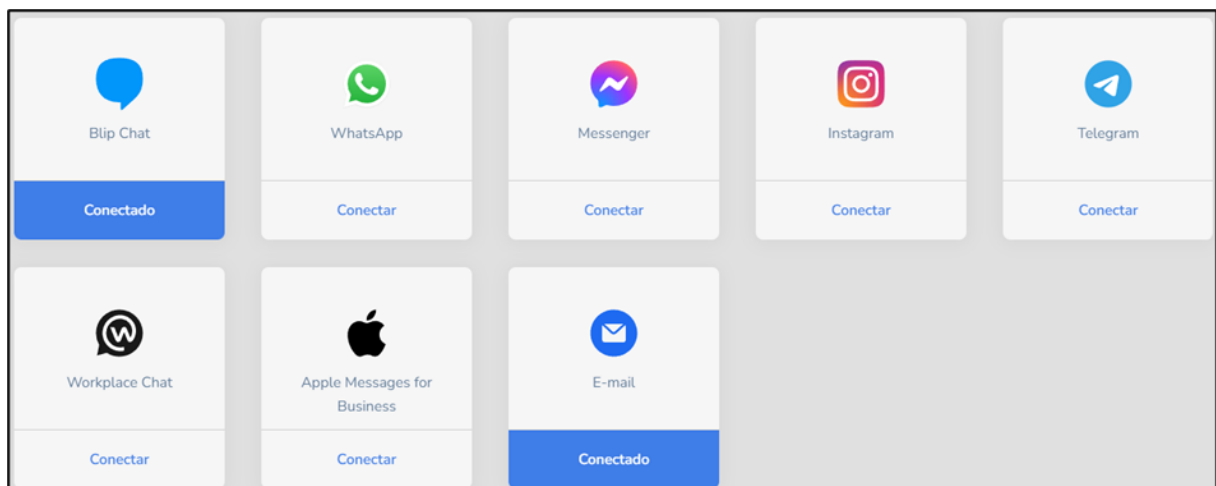 Blip Chat
WhatsApp
Messenger
Instagram
Telegram
Conectado
Conectar
Conectar
Conectar
Conectar
Workplace Chat
Apple Messages for
Business
E-mail
Conectar
Conectar
Conectado